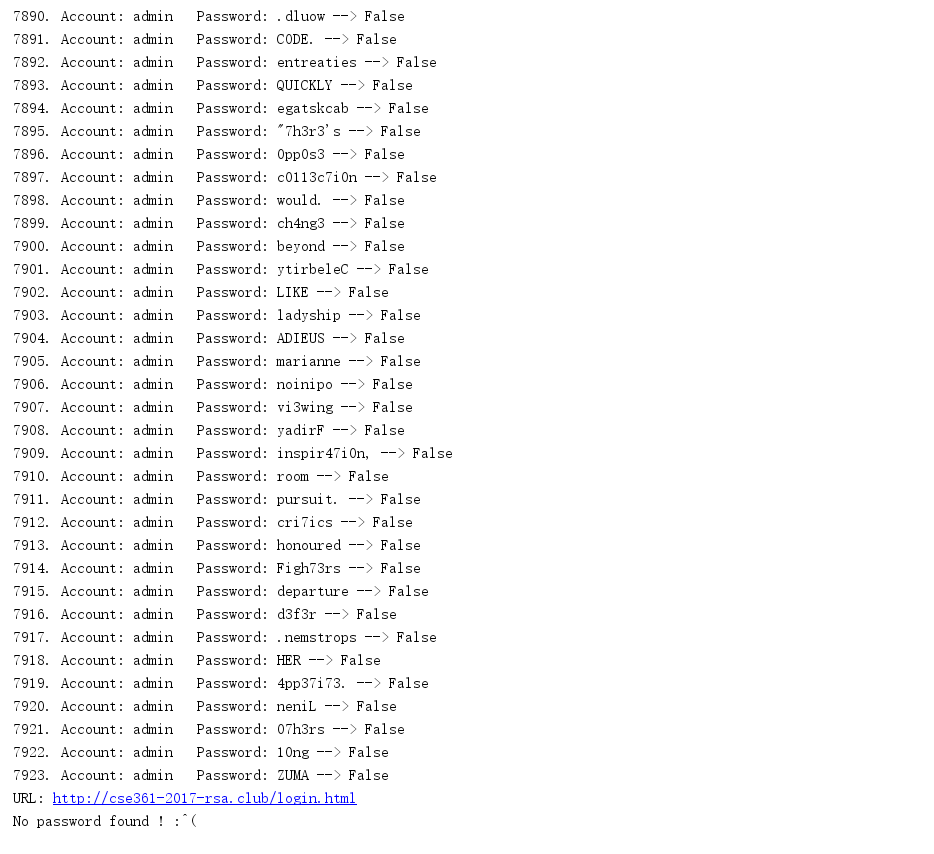 7890. Account: admin   Password: .dluow --> False
7891. Account: admin   Password: CODE. --> False
7892. Account: admin   Password: entreaties --> False
7893. Account: admin   Password: QUICKLY --> False
7894. Account: admin   Password: egatskcab --> False
7895. Account: admin   Password: "7h3r3's --> False
7896. Account: admin   Password: 0pp0s3 --> False
7897. Account: admin   Password: c0113c7i0n --> False
7898. Account: admin   Password: would. --> False
7899. Account: admin   Password: ch4ng3 --> False
7900. Account: admin   Password: beyond --> False
7901. Account: admin   Password: ytirbeleC --> False
7902. Account: admin   Password: LIKE --> False
7903. Account: admin   Password: ladyship --> False
7904. Account: admin   Password: ADIEUS --> False
7905. Account: admin   Password: marianne --> False
7906. Account: admin   Password: noinipo --> False
7907. Account: admin   Password: vi3wing --> False
7908. Account: admin   Password: yadirF --> False
7909. Account: admin   Password: inspir47i0n, --> False
7910. Account: admin   Password: room --> False
7911. Account: admin   Password: pursuit. --> False
7912. Account: admin   Password: cri7ics --> False
7913. Account: admin   Password: honoured --> False
7914. Account: admin   Password: Figh73rs --> False
7915. Account: admin   Password: departure --> False
7916. Account: admin   Password: d3f3r --> False
7917. Account: admin   Password: .nemstrops --> False
7918. Account: admin   Password: HER --> False
7919. Account: admin   Password: 4pp37i73. --> False
7920. Account: admin   Password: neniL --> False
7921. Account: admin   Password: 07h3rs --> False
7922. Account: admin   Password: 10ng --> False
7923. Account: admin   Password: ZUMA --> False
URL: http://cse361-2017-rsa.club/login.html
No password found ! :^(